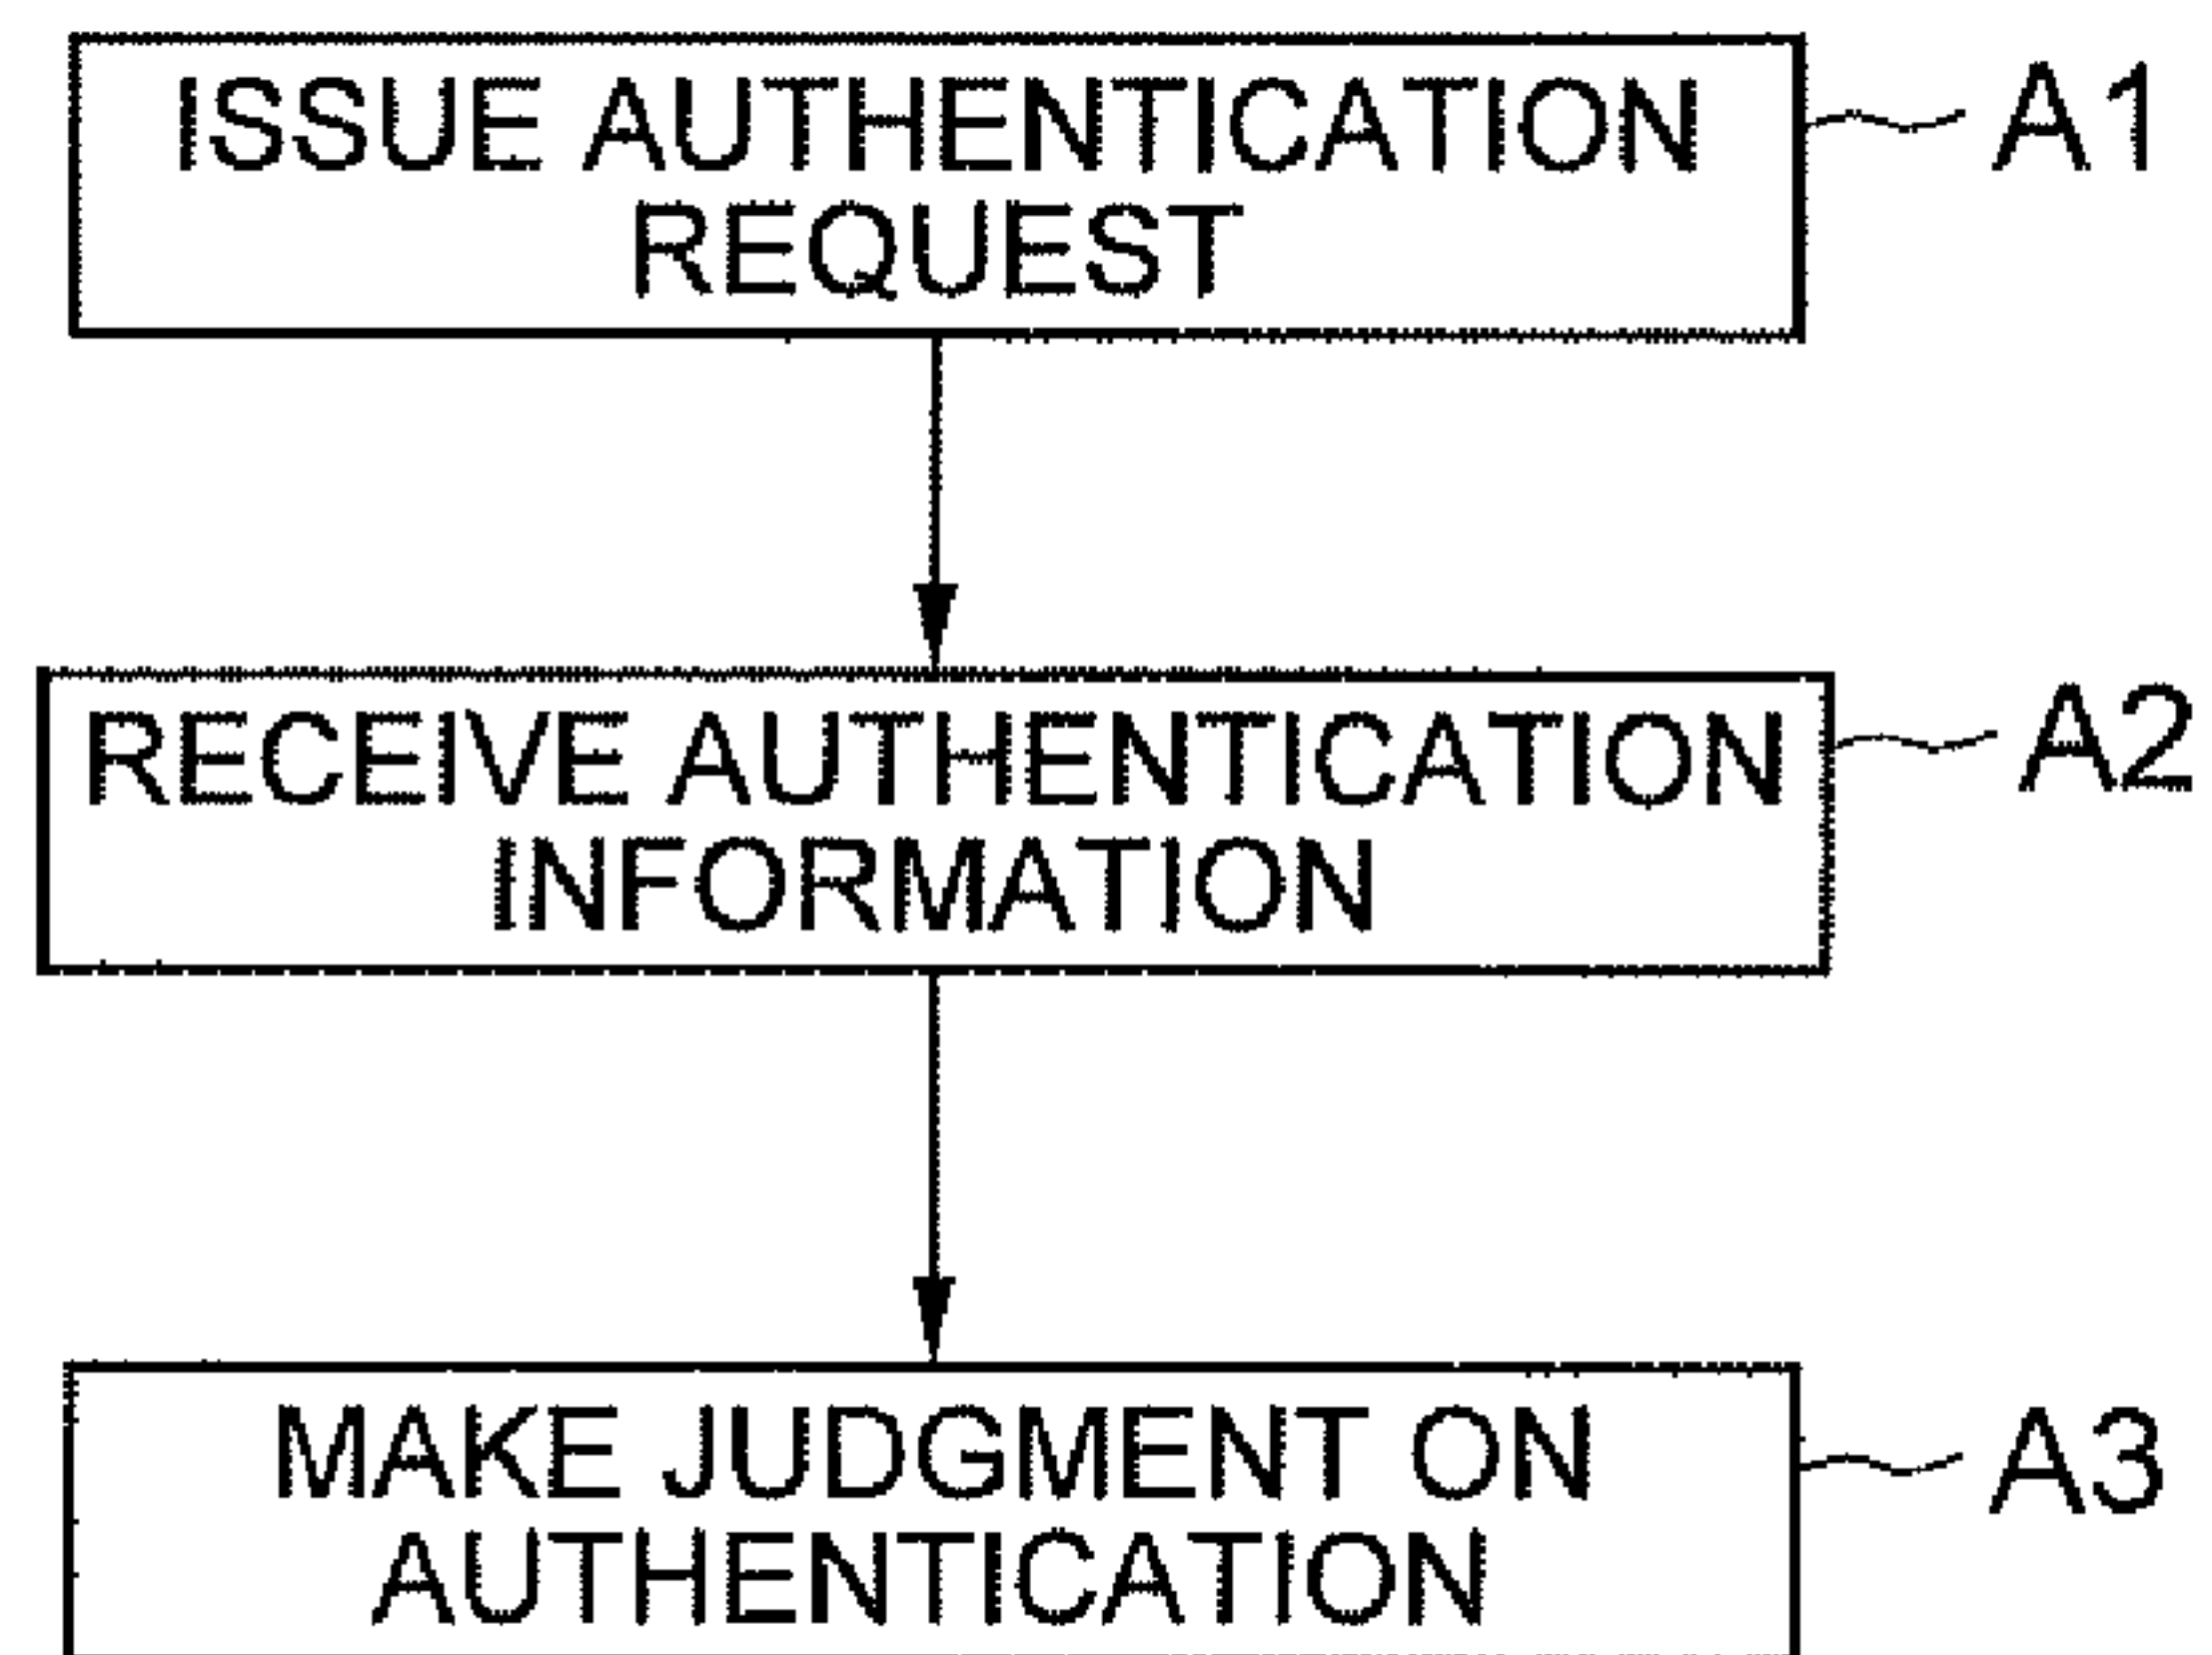 ISSUE AUTHENTICATION
REQUEST
A1
RECEIVE AUTHENTICATION
INFORMATION
A2
MAKE JUDGMENT ON
AUTHENTICATION
A3